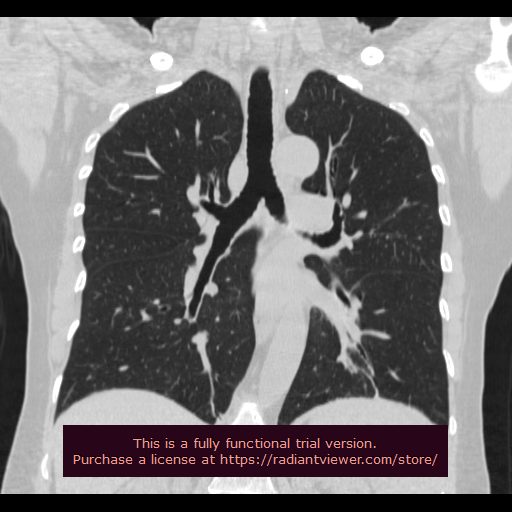 This is a fully functional trial version.
Purchase a license at https://radiantviewer.com/store/